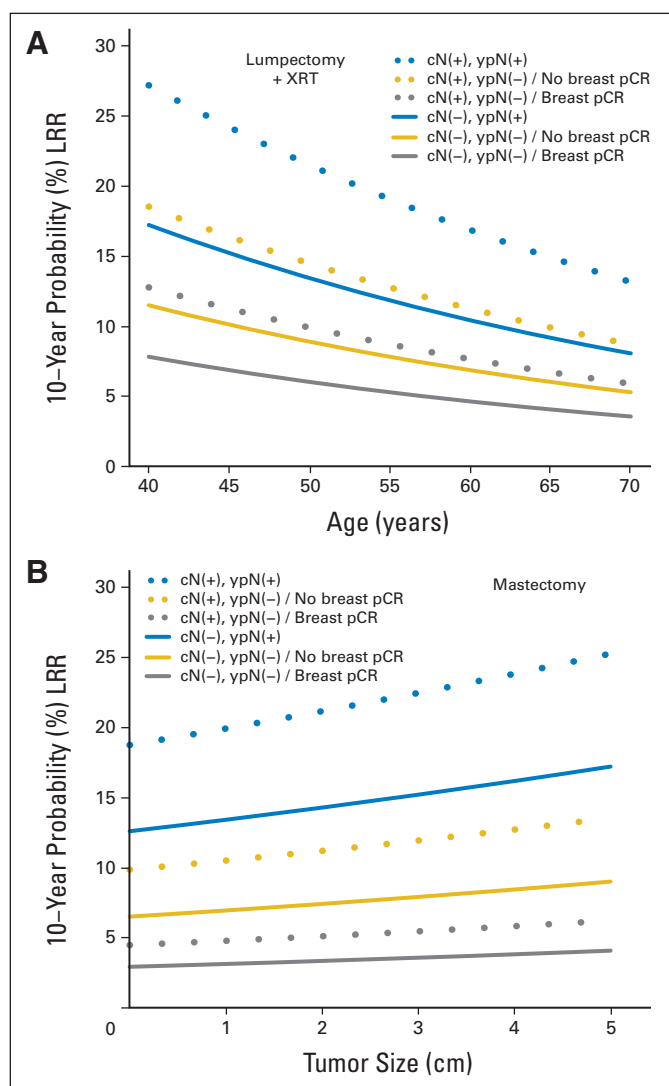 A
Lumpectomy
+ XRT
cN(+), ypN(+)
cN(+), ypN(–) / No breast pCR
cN(+), ypN(–) / Breast pCR
cN(–), ypN(+)
cN(–), ypN(–) / No breast pCR
cN(–), ypN(–) / Breast pCR
10–Year Probability (%) LRR
30
25
20
15
10
5
0
40 45 50 55 60 65 70
Age (years)
B
Mastectomy
cN(+), ypN(+)
cN(+), ypN(–) / No breast pCR
cN(+), ypN(–) / Breast pCR
cN(–), ypN(+)
cN(–), ypN(–) / No breast pCR
cN(–), ypN(–) / Breast pCR
10–Year Probability (%) LRR
30
25
20
15
10
5
0 1 2 3 4 5
Tumor Size (cm)